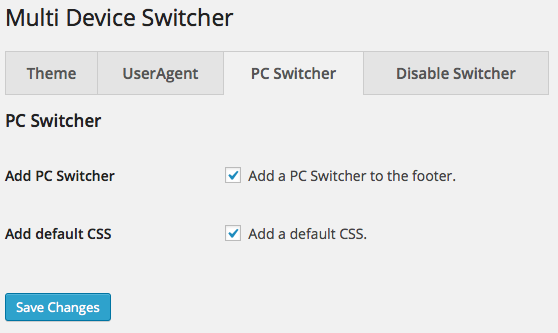 Multi Device Switcher
Theme UserAgent PC Switcher Disable Switcher
PC Switcher
Add PC Switcher Add a PC Switcher to the footer.
Add default CSS Add a default CSS.
Save Changes